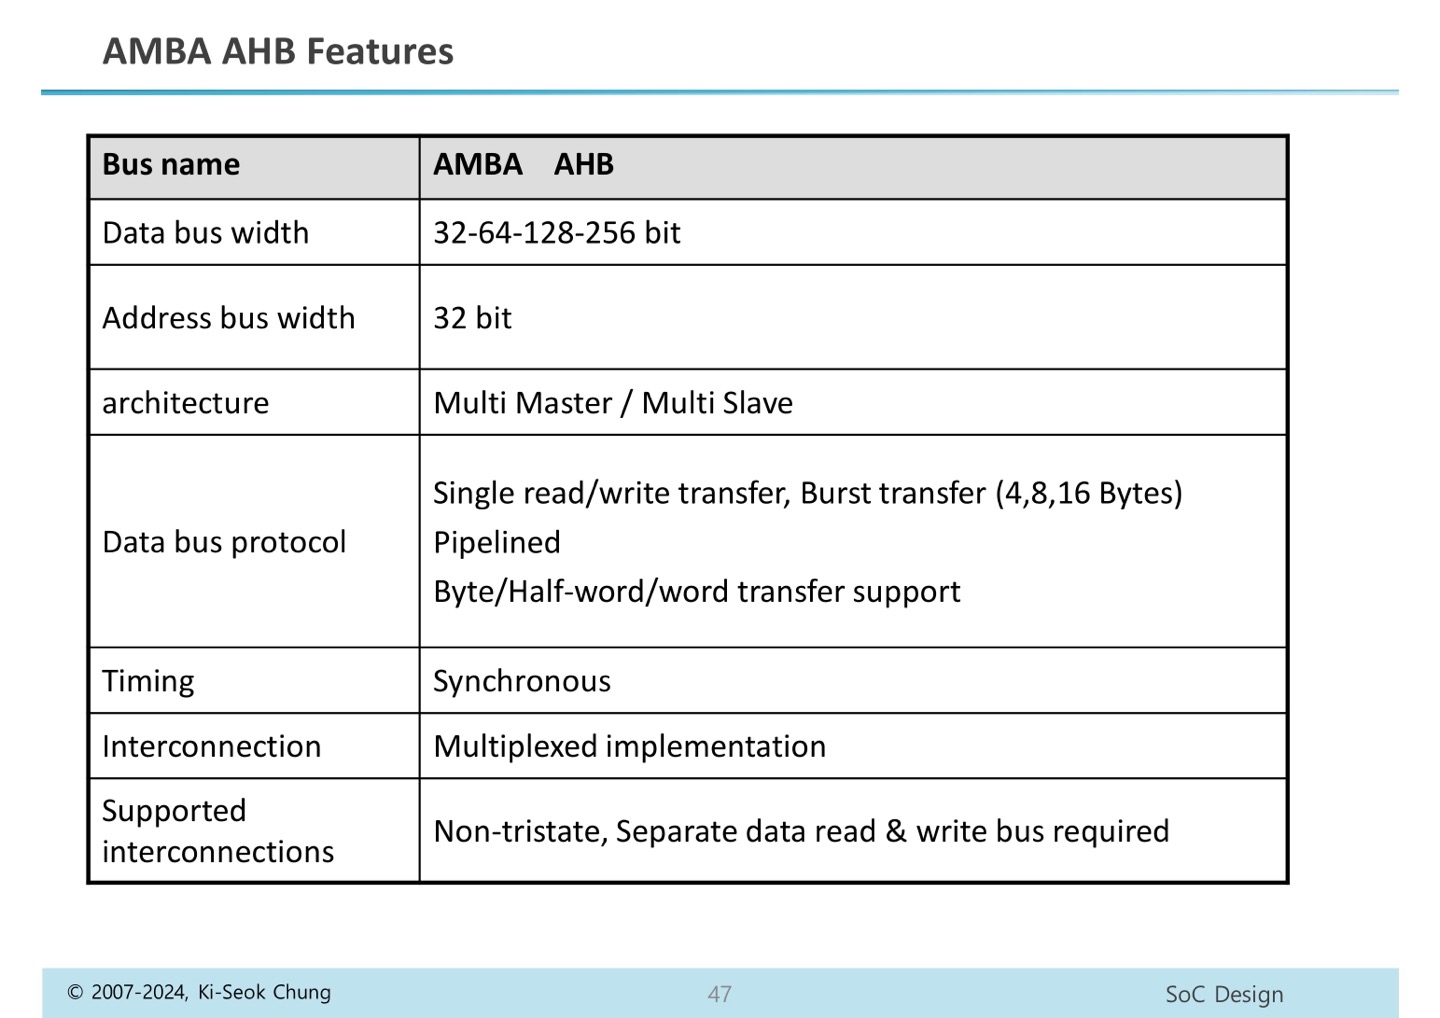 AMBA AHB Features
Bus name
AMBA AHB
Data bus width
32-64-128-256 bit
Address bus width
32 bit
architecture
Multi Master / Multi Slave
Data bus protocol
Single read/write transfer, Burst transfer (4,8,16 Bytes)
Pipelined
Byte/Half-word/word transfer support
Timing
Synchronous
Interconnection
Multiplexed implementation
Supported
interconnections
Non-tristate, Separate data read & write bus required
© 2007-2024, Ki-Seok Chung
47
SoC Design